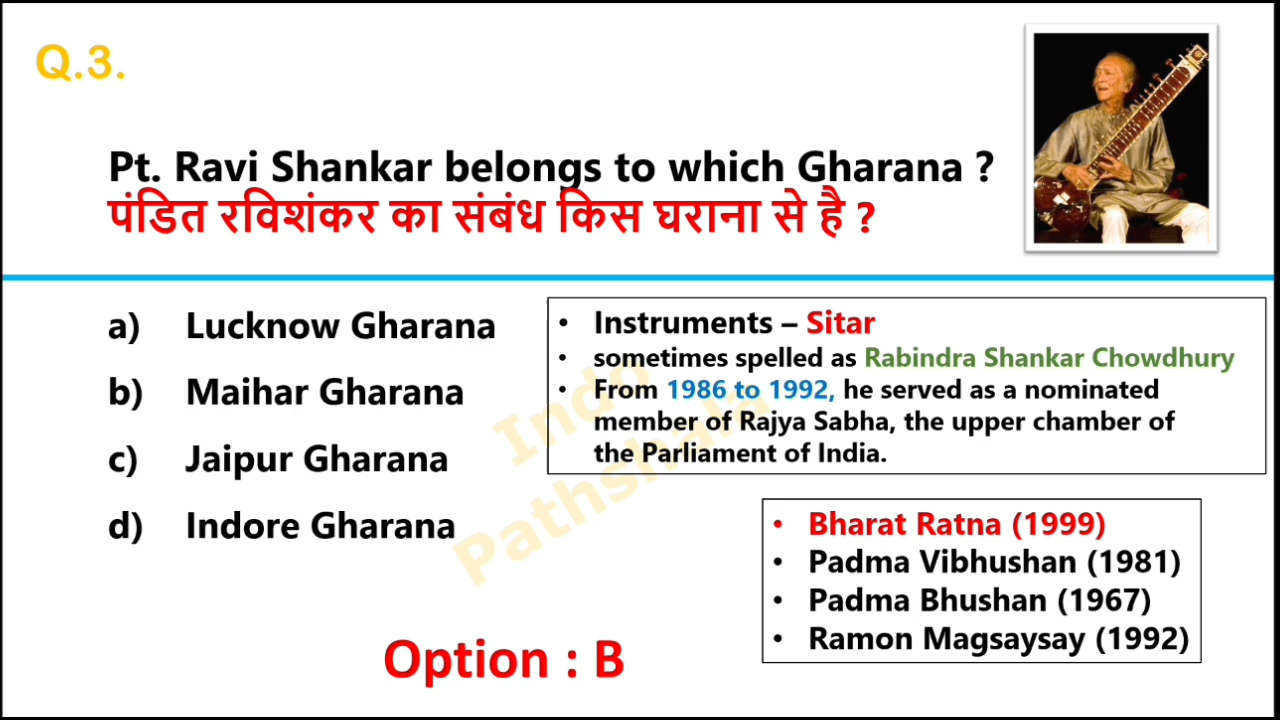 Q.3.
Pt. Ravi Shankar belongs to which Gharana ?
पंडित रविशंकर का संबंध किस घराना से है ?
a) Lucknow Gharana
b) Maihar Gharana
c) Jaipur Gharana
d) Indore Gharana
• Instruments – Sitar
• sometimes spelled as Rabindra Shankar Chowdhury
• From 1986 to 1992, he served as a nominated
member of Rajya Sabha, the upper chamber of
the Parliament of India.
Indo
Pathshala
• Bharat Ratna (1999)
• Padma Vibhushan (1981)
• Padma Bhushan (1967)
• Ramon Magsaysay (1992)
Option : B